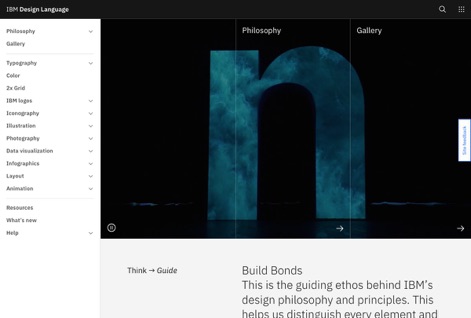 IBM Design Language
Philosophy
Gallery
Typography
Color
2x Grid
IBM logos
Iconography
Illustration
Photography
Data visualization
Infographics
Layout
Animation
Resources
What's new
Help
Philosophy
Gallery
n
Site feedback
Think → Guide
Build Bonds
This is the guiding ethos behind IBM's
design philosophy and principles. This
helps us distinguish every element and